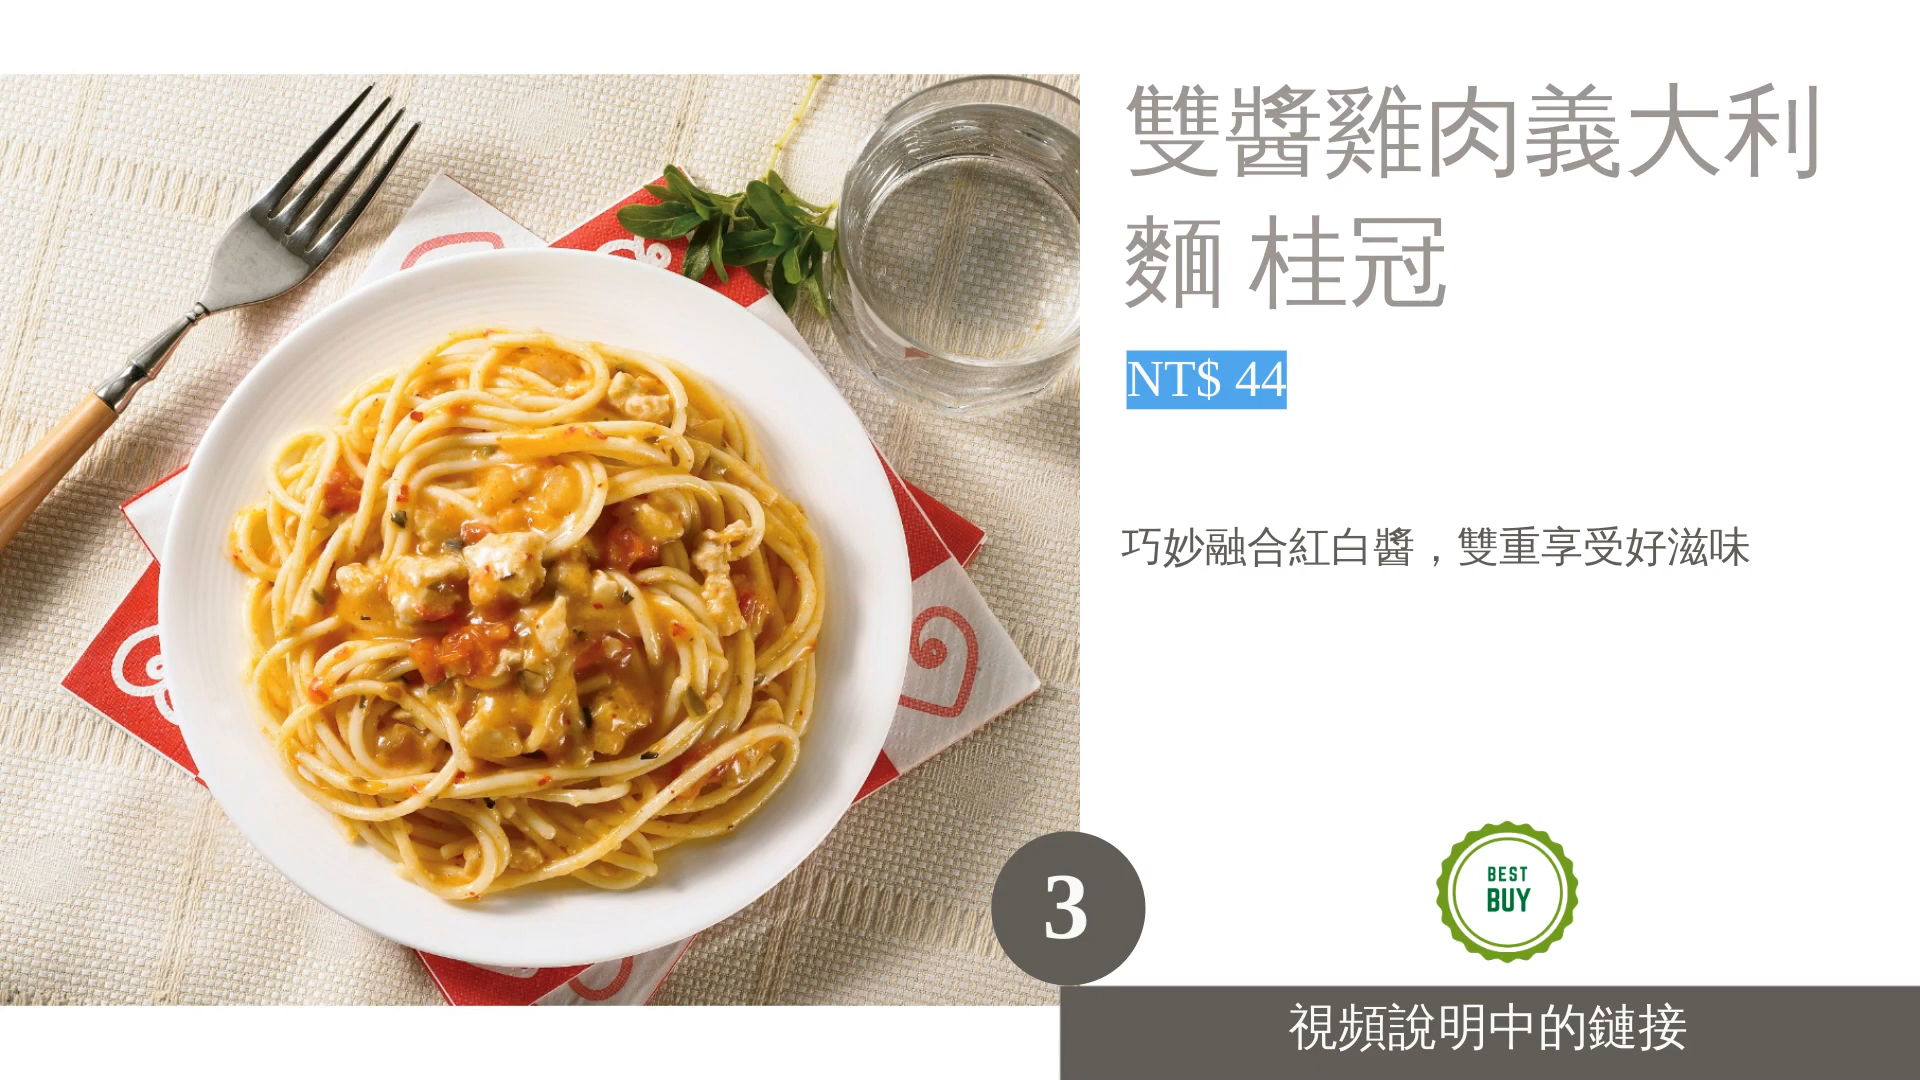 雙醬雞肉義大利
麵 桂冠
NT$ 44
巧妙融合紅白醬，雙重享受好滋味
BEST
BUY
3
視頻說明中的鏈接